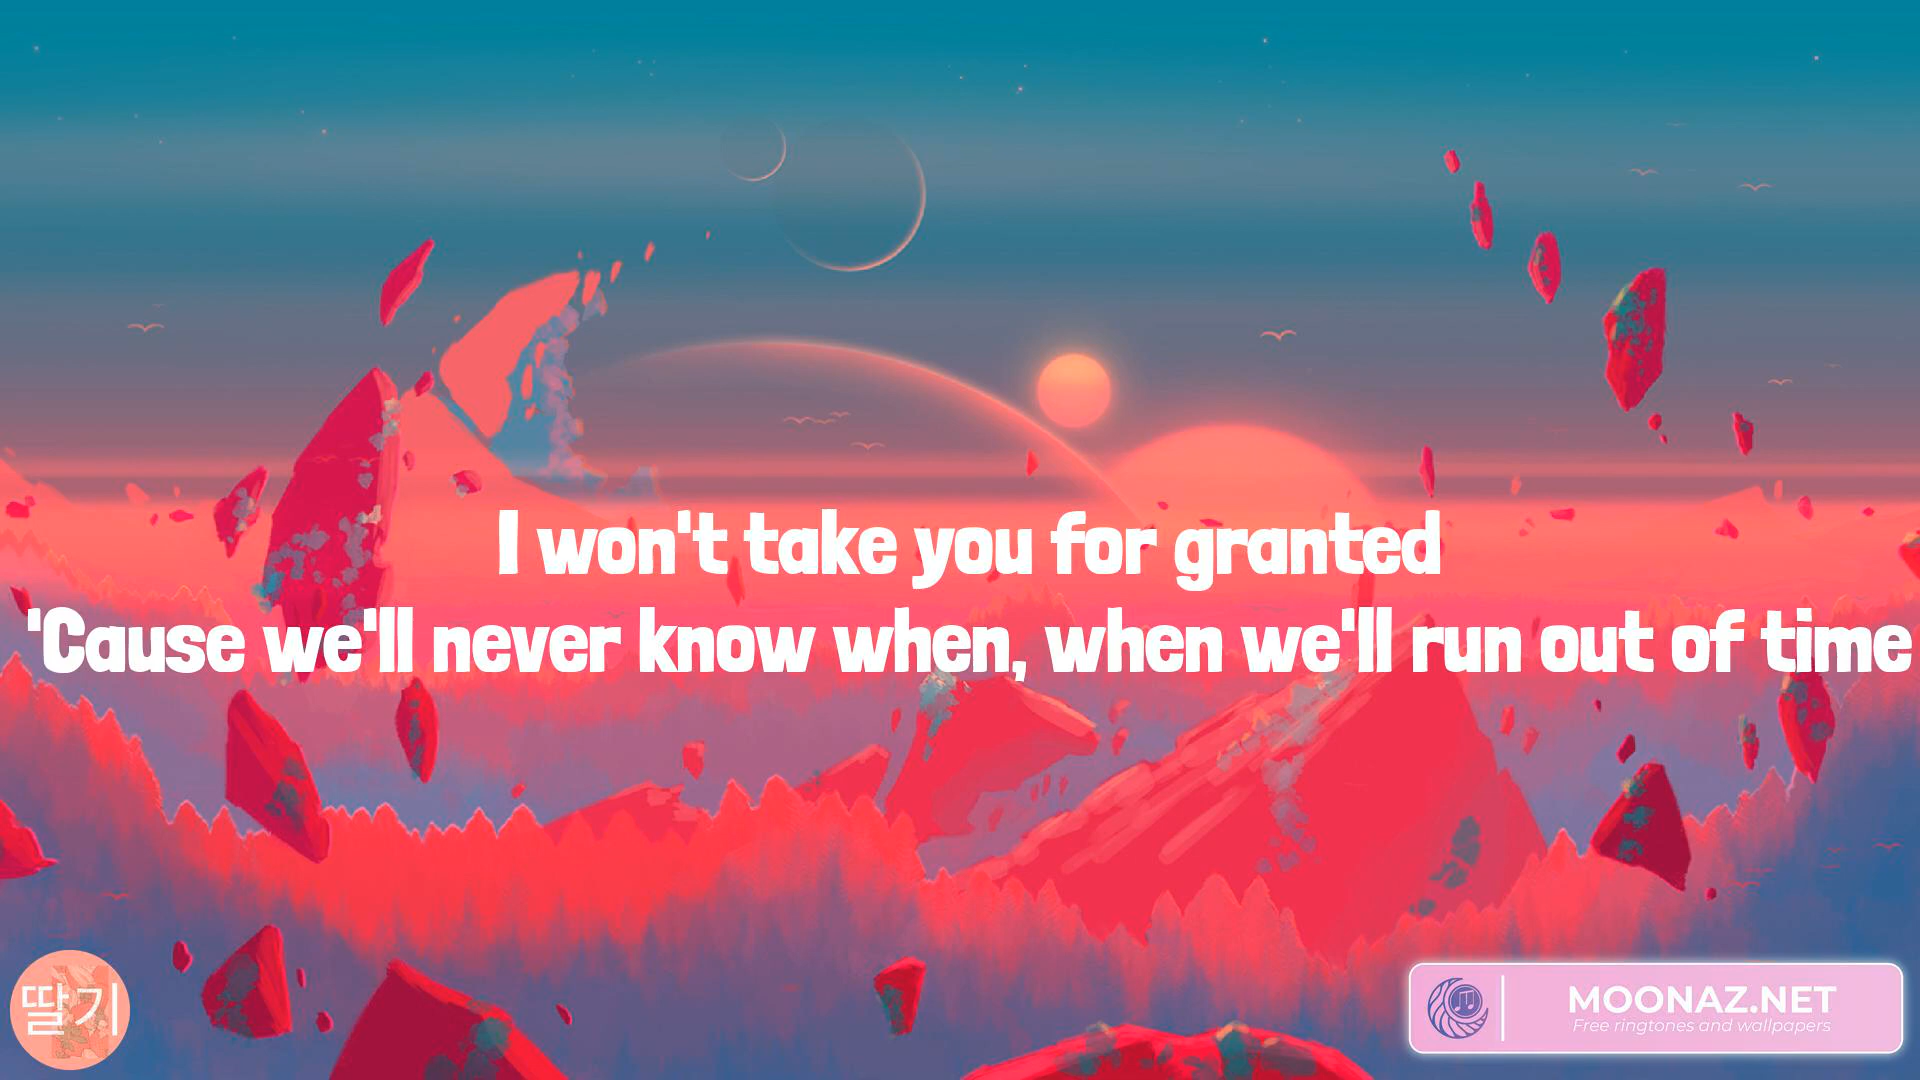 I won't take you for granted
'Cause we'll never know when, when we'll run out of time
딸기
MOONAZ.NET
Free ringtones and wallpapers